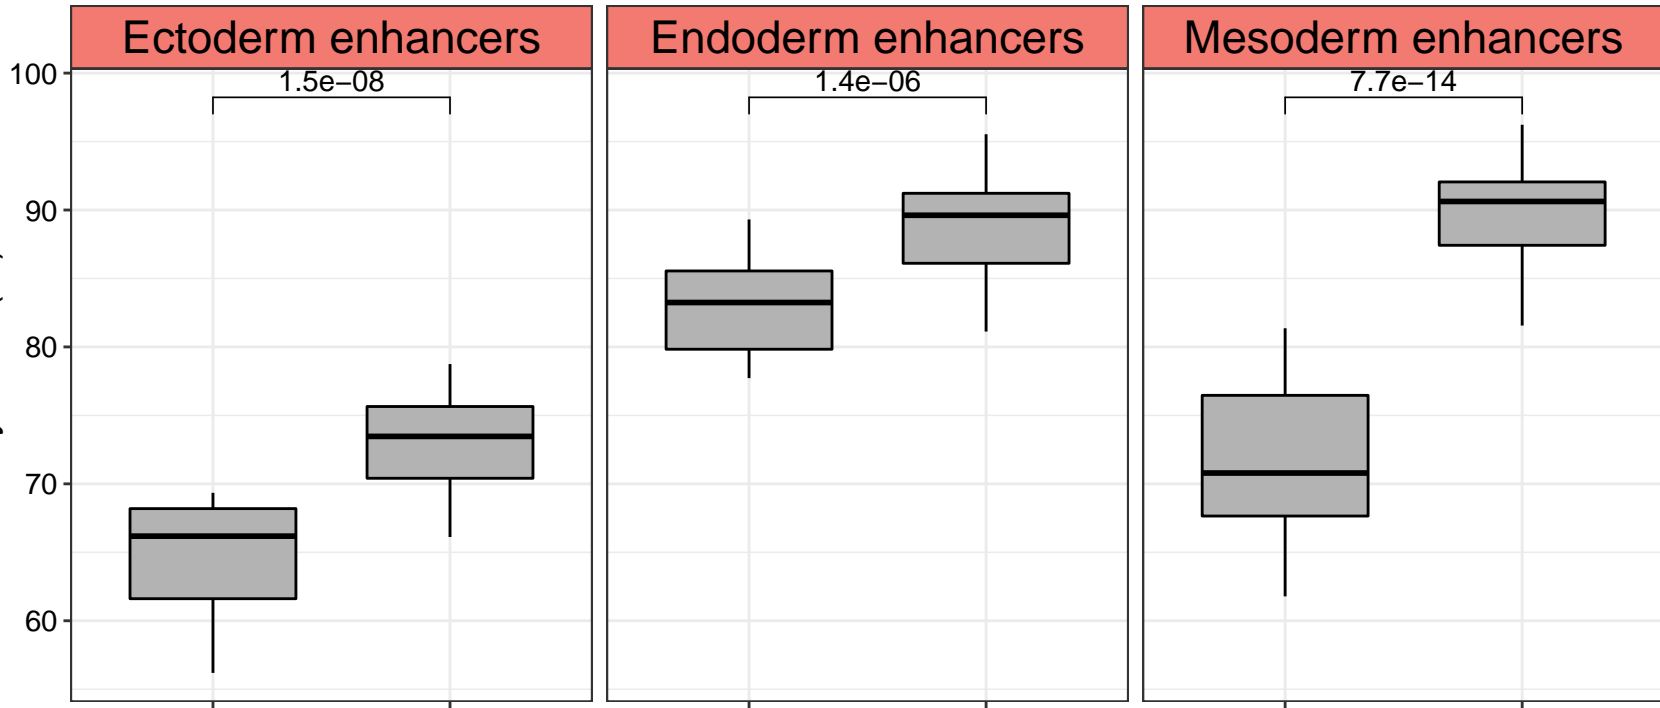 Ectoderm enhancers
Endoderm enhancers
Mesoderm enhancers
1.5e−08
1.4e−06
7.7e−14
100
90
80
70
60